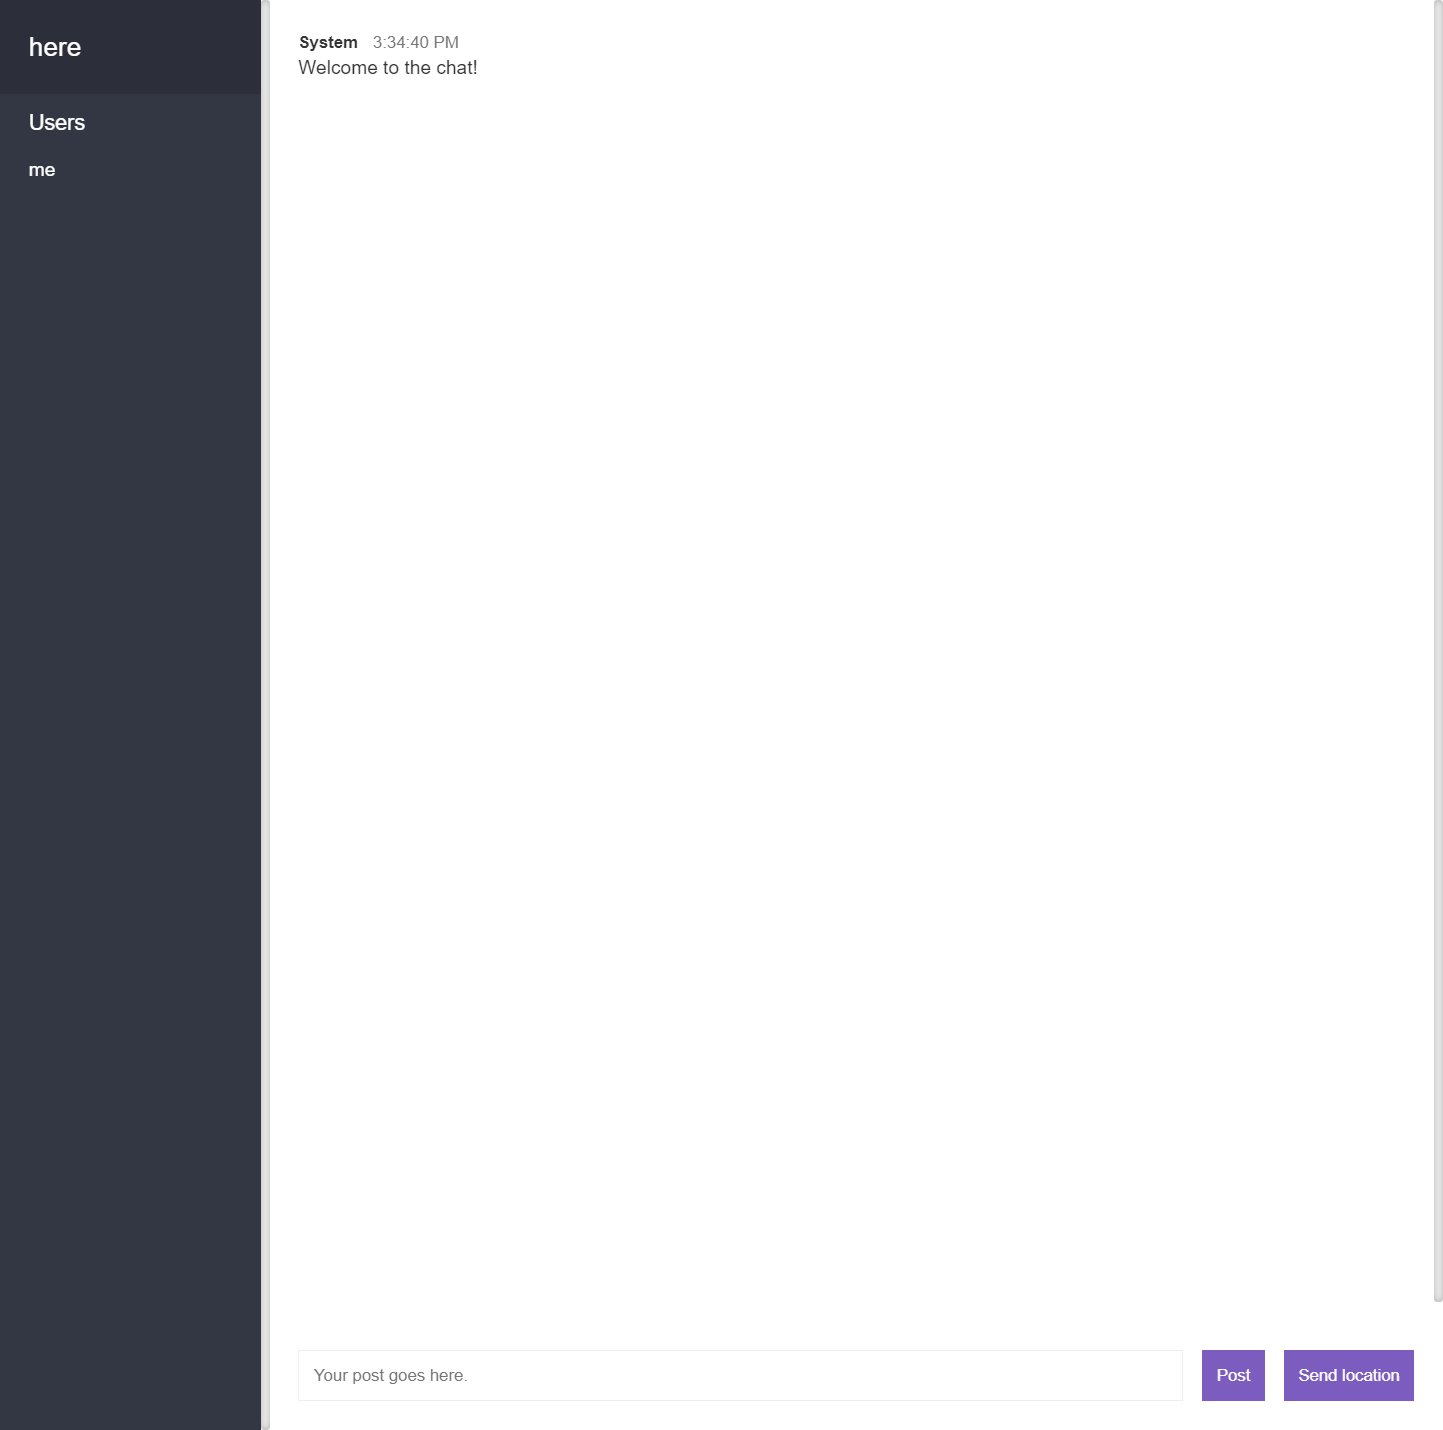 here
Users
me
System 3:34:40 PM
Welcome to the chat!
Your post goes here.
Post
Send location